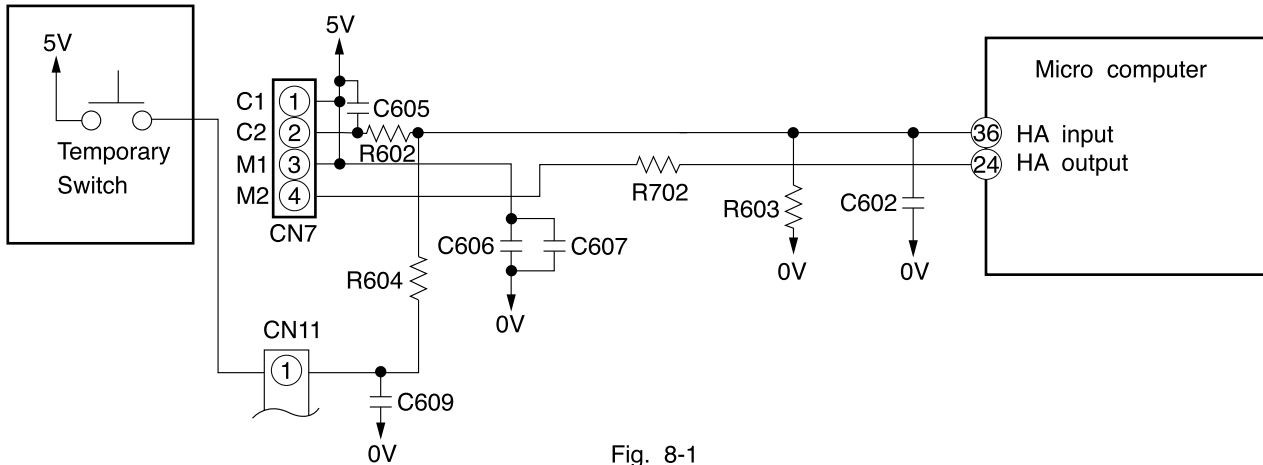 5V
5V
Micro computer
C1
1
C605
C2
2
R602
36
HA input
Temporary
Switch
M1
3
24
HA output
M2
4
R702
CN7
R603
C602
C606
C607
0V
0V
R604
0V
CN11
1
C609
0V
Fig. 8-1